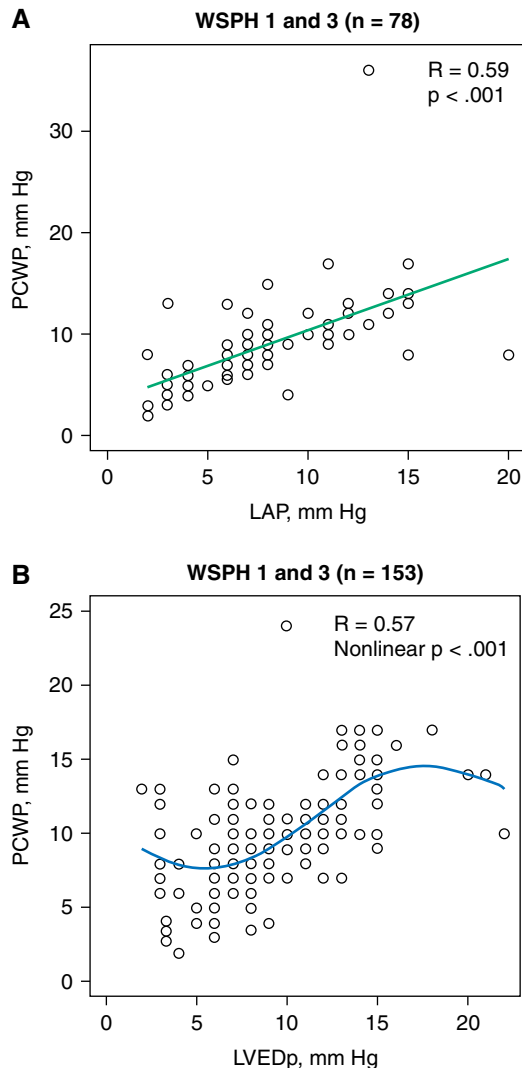 A
WSPH 1 and 3 (n = 78)
R = 0.59
p < .001
PCWP, mm Hg
30
20
10
0
0 5 10 15 20
LAP, mm Hg
B
WSPH 1 and 3 (n = 153)
R = 0.57
Nonlinear p < .001
PCWP, mm Hg
25
20
15
10
5
0
0 5 10 15 20
LVEDp, mm Hg